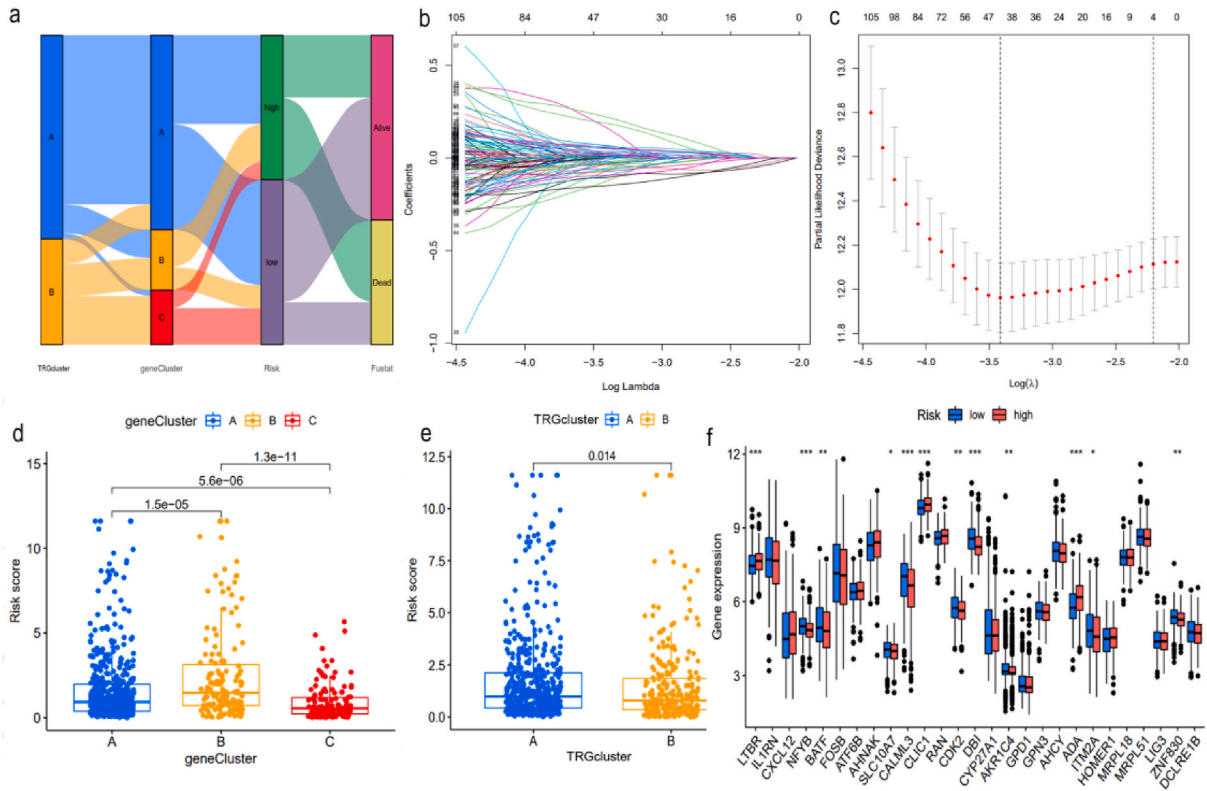 a
A
B
A
B
C
high
low
Alive
Dead
TRGcluster
geneCluster
Risk
Fustat
b
105 84 47 31 16 0
Coefficients
0.5
0.0
−0.5
−1.0
−4.5 −4.0 −3.5 −3.0 −2.5 −2.0
Log Lambda
c
105 98 84 72 56 47 38 36 24 20 16 9 4 0
Partial Likelihood Deviance
13.0
12.8
12.6
12.4
12.2
12.0
11.8
−4.5 −4.0 −3.5 −3.0 −2.5 −2.0
Log(λ)
d
geneCluster A B C
Risk score
15
10
5
0
1.3e−11
5.6e−06
1.5e−05
A B C
geneCluster
e
TRGcluster A B
Risk score
12.5
10.0
7.5
5.0
2.5
0.0
0.014
A B
TRGcluster
f
Risk low high
*** *** ** * *** *** ** *** ** *** * **
Gene expression
9
6
3
LTBR
IL1RN
CXCL12
NFYB
BATF
FOSB
ATF6B
AHNAK
SLC10A7
CALML3
CLIC1
RAN
CDK2
DBI
CYP27A1
AKR1C4
GPD1
GPN3
AHCY
ADA
ITM2A
HOMER1
MRPL18
MRPL51
LIG3
ZNF830
DCLRE1B